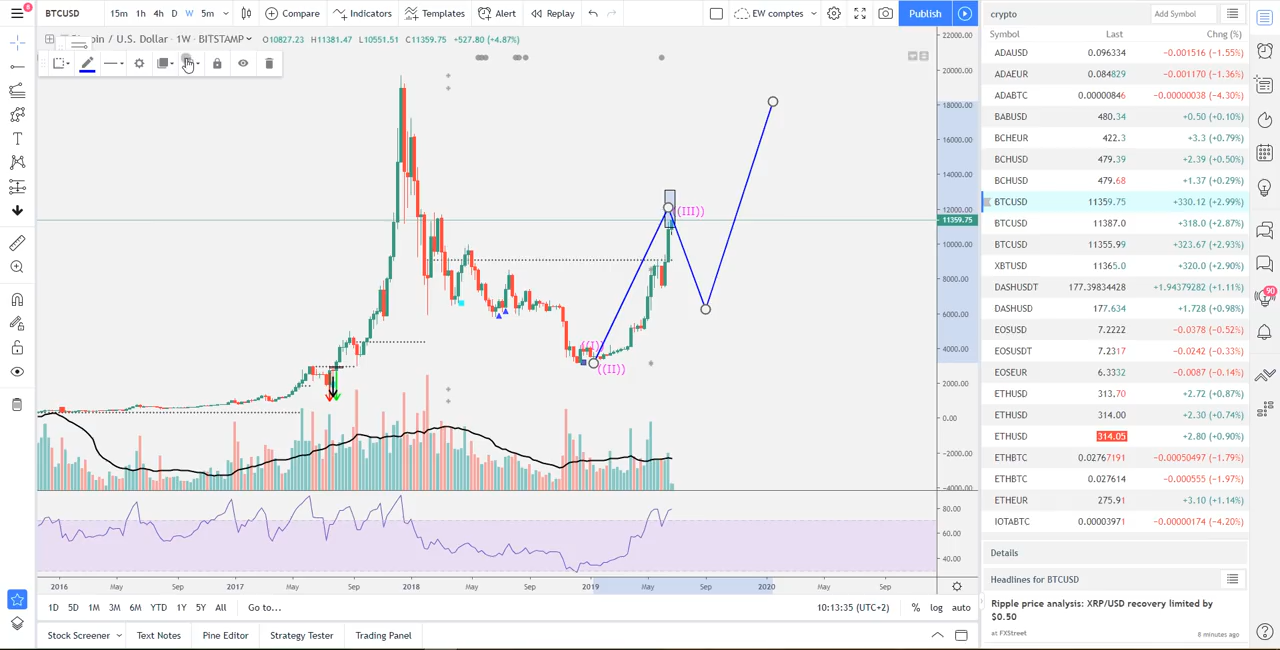 8
BTCUSD
15m 1h 4h D W 5m
Compare
Indicators
Templates
Alert
Replay
EW comptes
Publish
/ U.S. Dollar · 1W · BITSTAMP
O10827.23 H11381.47 L10551.51 C11359.75 +527.80 (+4.87%)
22000.00
20000.00
18000.00
16000.00
14000.00
12000.00
11359.75
10000.00
8000.00
6000.00
4000.00
2000.00
0.00
−2000.00
−4000.00
((III))
((I))
((II))
80.00
60.00
40.00
2016 May Sep 2017 May Sep 2018 May Sep 2019 May Sep 2020 May Sep
1D 5D 1M 3M 6M YTD 1Y 5Y All Go to...
10:13:35 (UTC+2) % log auto
Stock Screener Text Notes Pine Editor Strategy Tester Trading Panel
crypto
Add Symbol
Symbol Last Chng (%)
ADAUSD 0.096334 −0.001516 (−1.55%)
ADAEUR 0.084829 −0.001170 (−1.36%)
ADABTC 0.00000846 −0.00000038 (−4.30%)
BABUSD 480.34 +0.50 (+0.10%)
BCHEUR 422.3 +3.3 (+0.79%)
BCHUSD 479.39 +2.39 (+0.50%)
BCHUSD 479.68 +1.37 (+0.29%)
BTCUSD 11359.75 +330.12 (+2.99%)
BTCUSD 11387.0 +318.0 (+2.87%)
BTCUSD 11355.99 +323.67 (+2.93%)
XBTUSD 11365.0 +320.0 (+2.90%)
DASHUSDT 177.39834428 +1.94379282 (+1.11%)
DASHUSD 177.634 +1.728 (+0.98%)
EOSUSD 7.2222 −0.0378 (−0.52%)
EOSUSDT 7.2317 −0.0242 (−0.33%)
EOSEUR 6.3332 −0.0087 (−0.14%)
ETHUSD 313.70 +2.72 (+0.87%)
ETHUSD 314.00 +2.30 (+0.74%)
ETHUSD 314.05 +2.80 (+0.90%)
ETHBTC 0.02767191 −0.00050497 (−1.79%)
ETHBTC 0.027614 −0.000555 (−1.97%)
ETHEUR 275.91 +3.10 (+1.14%)
IOTABTC 0.00003971 −0.00000174 (−4.20%)
Details
Headlines for BTCUSD
Ripple price analysis: XRP/USD recovery limited by
$0.50
at FXStreet
8 minutes ago
90